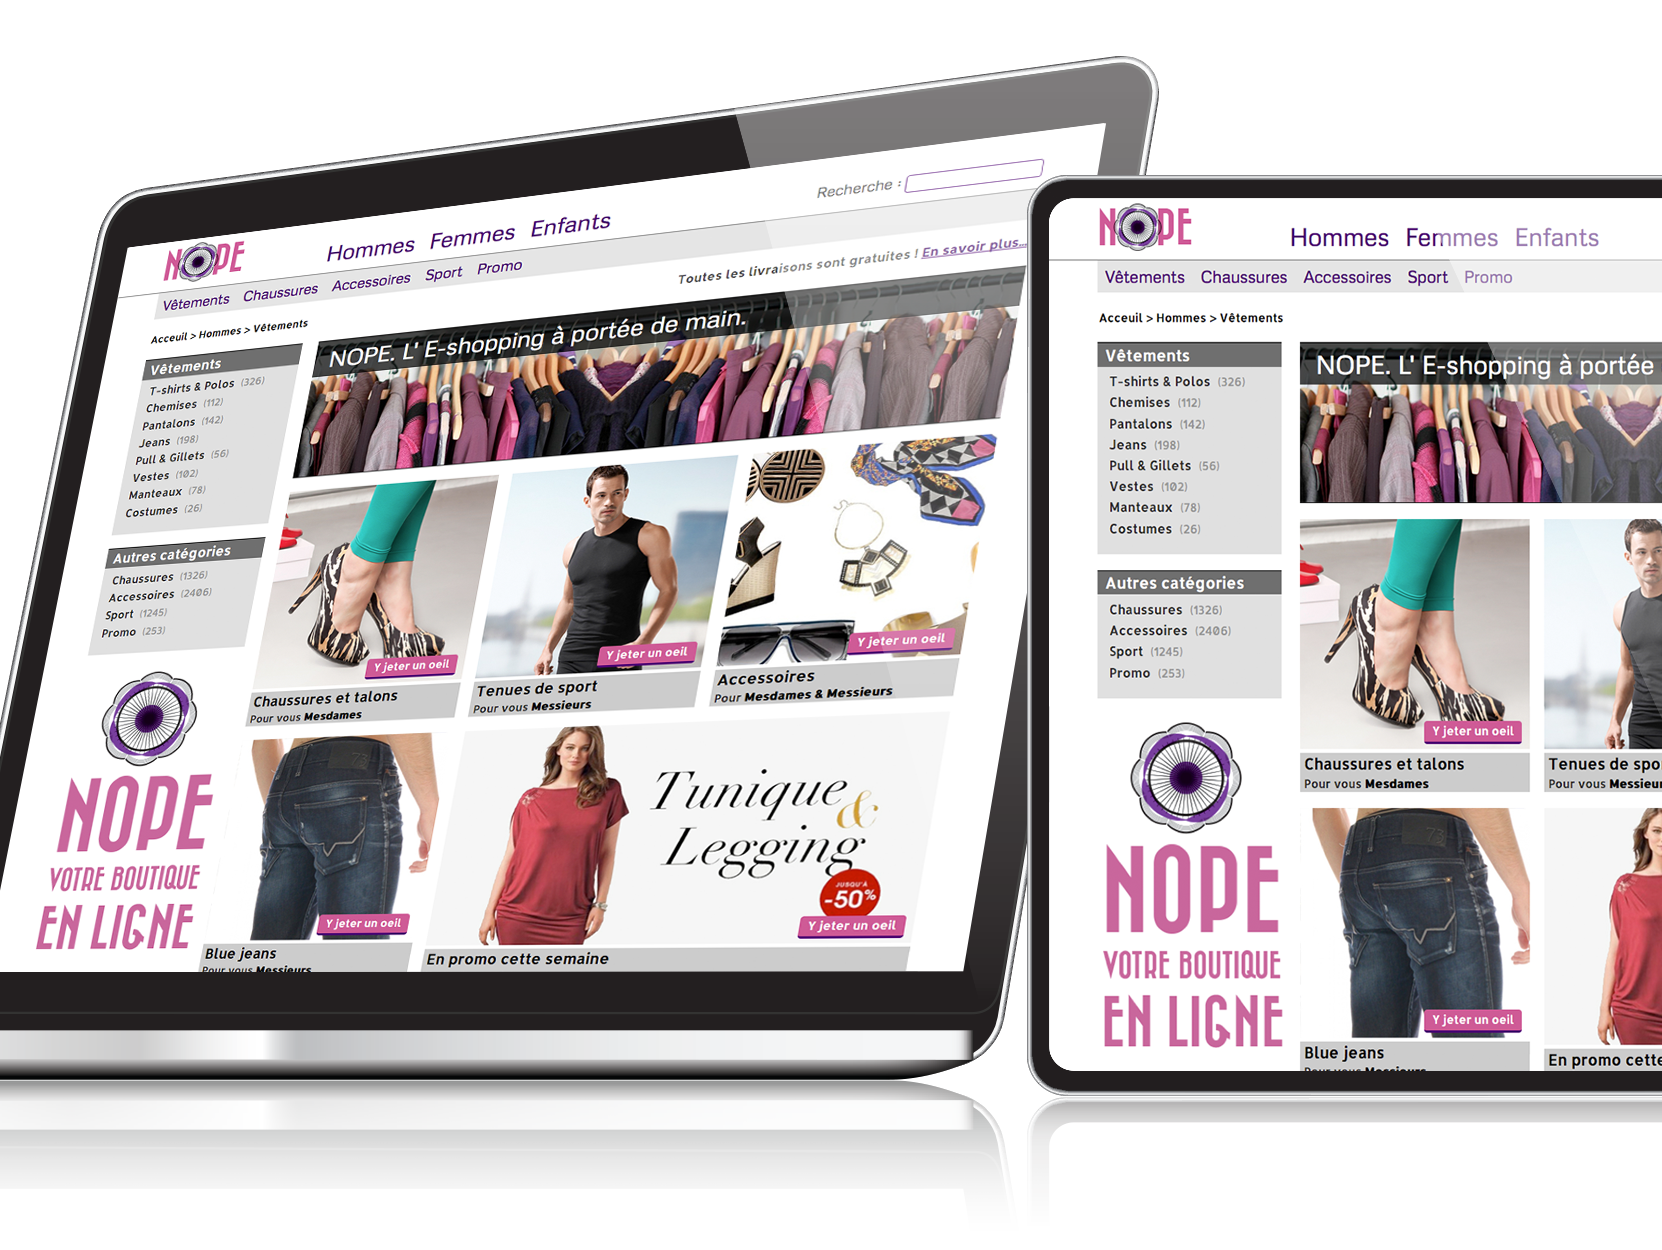 NOPE
Hommes Femmes Enfants
Recherche :
Vêtements Chaussures Accessoires Sport Promo
Toutes les livraisons sont gratuites ! En savoir plus...
Acceuil > Hommes > Vêtements
Vêtements
T-shirts & Polos (326)
Chemises (112)
Pantalons (142)
Jeans (198)
Pull & Gillets (56)
Vestes (102)
Manteaux (78)
Costumes (26)
Autres catégories
Chaussures (1326)
Accessoires (2406)
Sport (1245)
Promo (253)
NOPE
VOTRE BOUTIQUE
EN LIGNE
NOPE. L' E-shopping à portée de main.
Y jeter un oeil
Chaussures et talons
Pour vous Mesdames
Y jeter un oeil
Tenues de sport
Pour vous Messieurs
Y jeter un oeil
Accessoires
Pour Mesdames & Messieurs
Y jeter un oeil
Blue jeans
Pour vous Messieurs
Tunique &
Legging
JUSQU'À
-50%
Y jeter un oeil
En promo cette semaine
NOPE
Hommes Femmes Enfants
Vêtements Chaussures Accessoires Sport Promo
Acceuil > Hommes > Vêtements
Vêtements
T-shirts & Polos (326)
Chemises (112)
Pantalons (142)
Jeans (198)
Pull & Gillets (56)
Vestes (102)
Manteaux (78)
Costumes (26)
Autres catégories
Chaussures (1326)
Accessoires (2406)
Sport (1245)
Promo (253)
NOPE
VOTRE BOUTIQUE
EN LIGNE
NOPE. L' E-shopping à portée
Y jeter un oeil
Chaussures et talons
Pour vous Mesdames
Tenues de spo
Pour vous Messieur
73
Y jeter un oeil
Blue jeans
Pour vous Messieurs
En promo cette